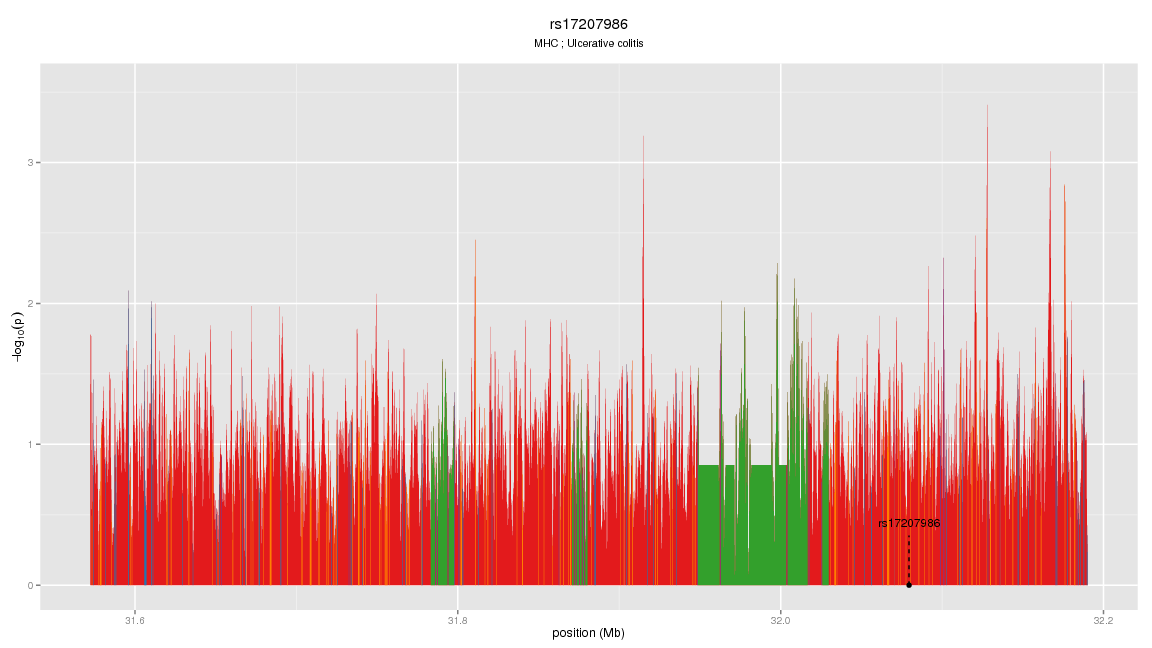 rs17207986
MHC ; Ulcerative colitis
−log10(p)
3
2
1
0
rs17207986
31.6
31.8
32.0
32.2
position (Mb)